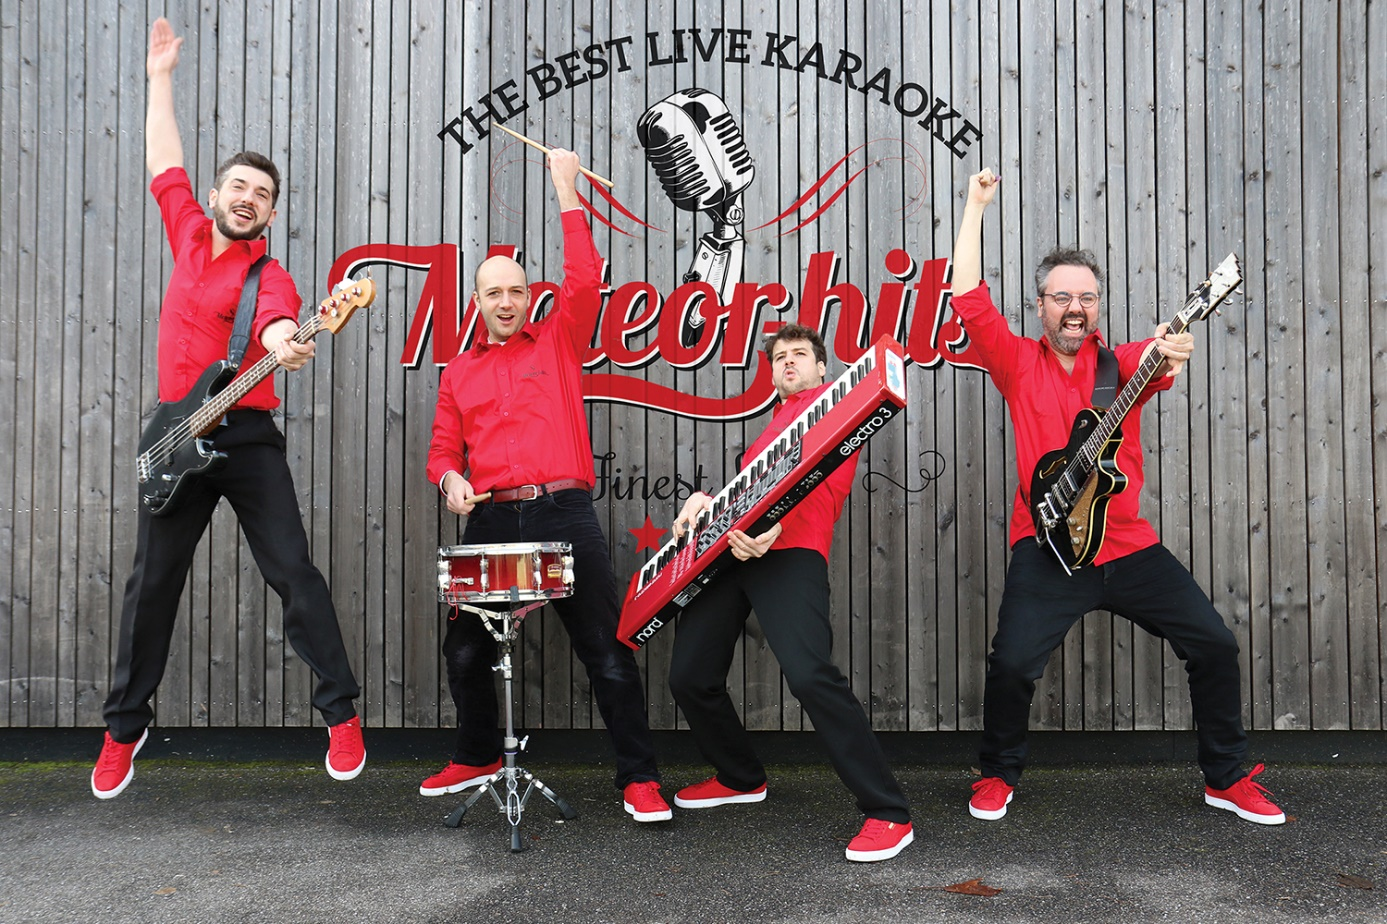 THE BEST LIVE KARAOKE
Meteor-hits
Finest
electro 3
nord